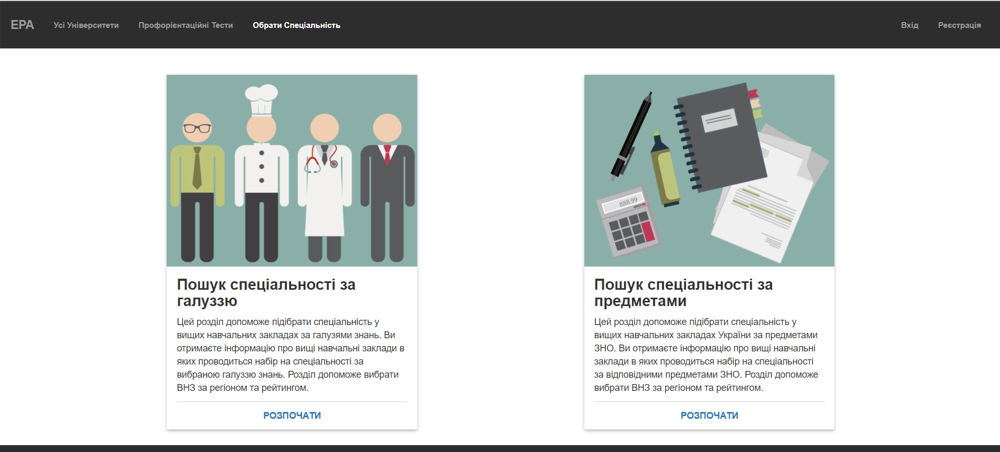 EPA
Усі Університети
Профорієнтаційні Тести
Обрати Спеціальність
Вхід
Реєстрація
888.99
Пошук спеціальності за
галуззю
Цей розділ допоможе підібрати спеціальність у
вищих навчальних закладах за галузями знань. Ви
отримаєте інформацію про вищі навчальні заклади в
яких проводиться набір на спеціальності за
вибраною галуззю знань. Розділ допоможе вибрати
ВНЗ за регіоном та рейтингом.
РОЗПОЧАТИ
Пошук спеціальності за
предметами
Цей розділ допоможе підібрати спеціальність у
вищих навчальних закладах України за предметами
ЗНО. Ви отримаєте інформацію про вищі навчальні
заклади в яких проводиться набір на спеціальності
за відповідними предметами ЗНО. Розділ допоможе
вибрати ВНЗ за регіоном та рейтингом.
РОЗПОЧАТИ